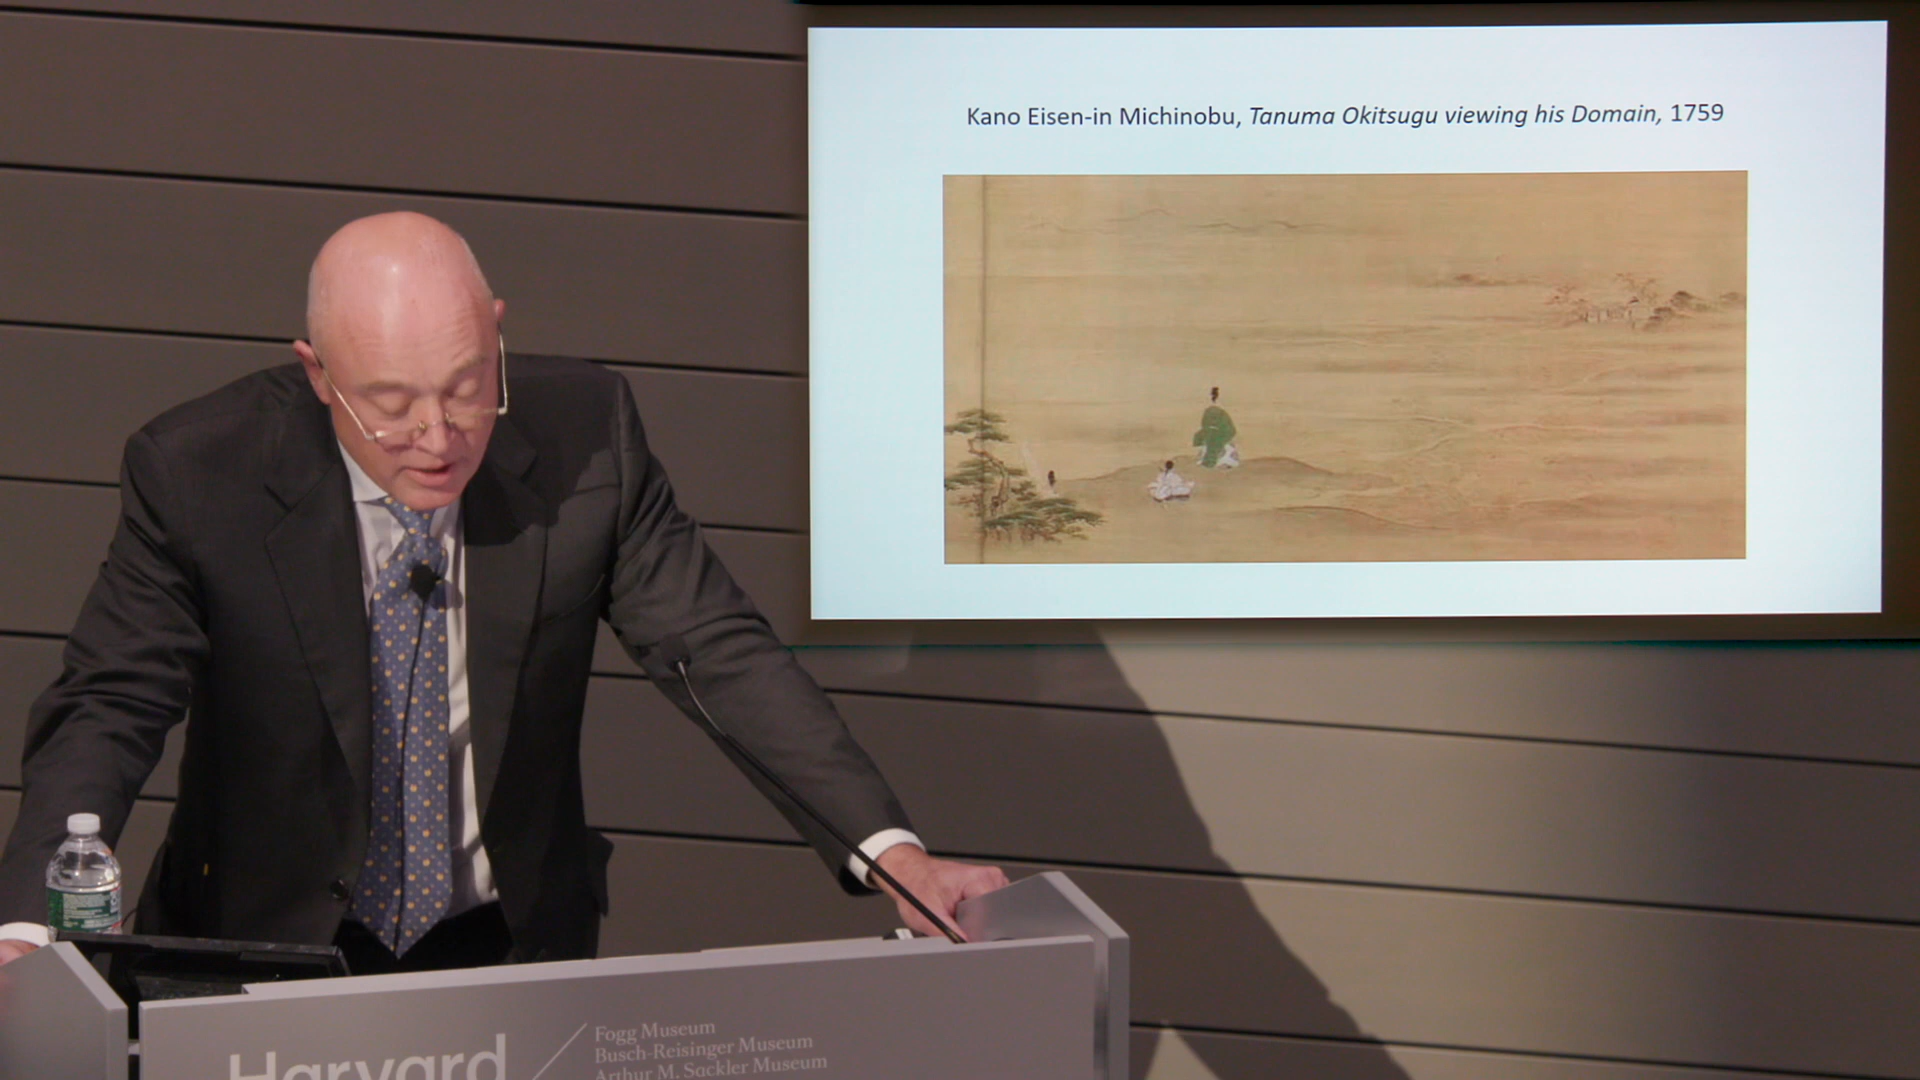 Kano Eisen-in Michinobu, Tanuma Okitsugu viewing his Domain, 1759
Harvard
Fogg Museum
Busch-Reisinger Museum
Arthur M. Sackler Museum